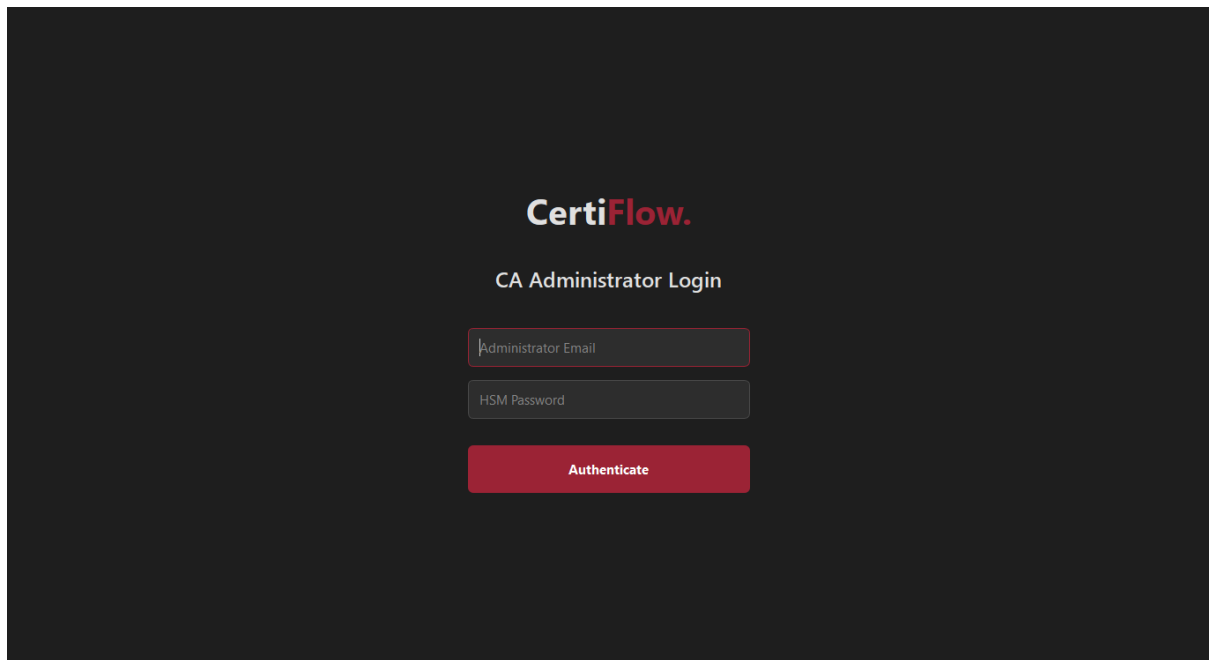 CertiFlow.
CA Administrator Login
Administrator Email
HSM Password
Authenticate